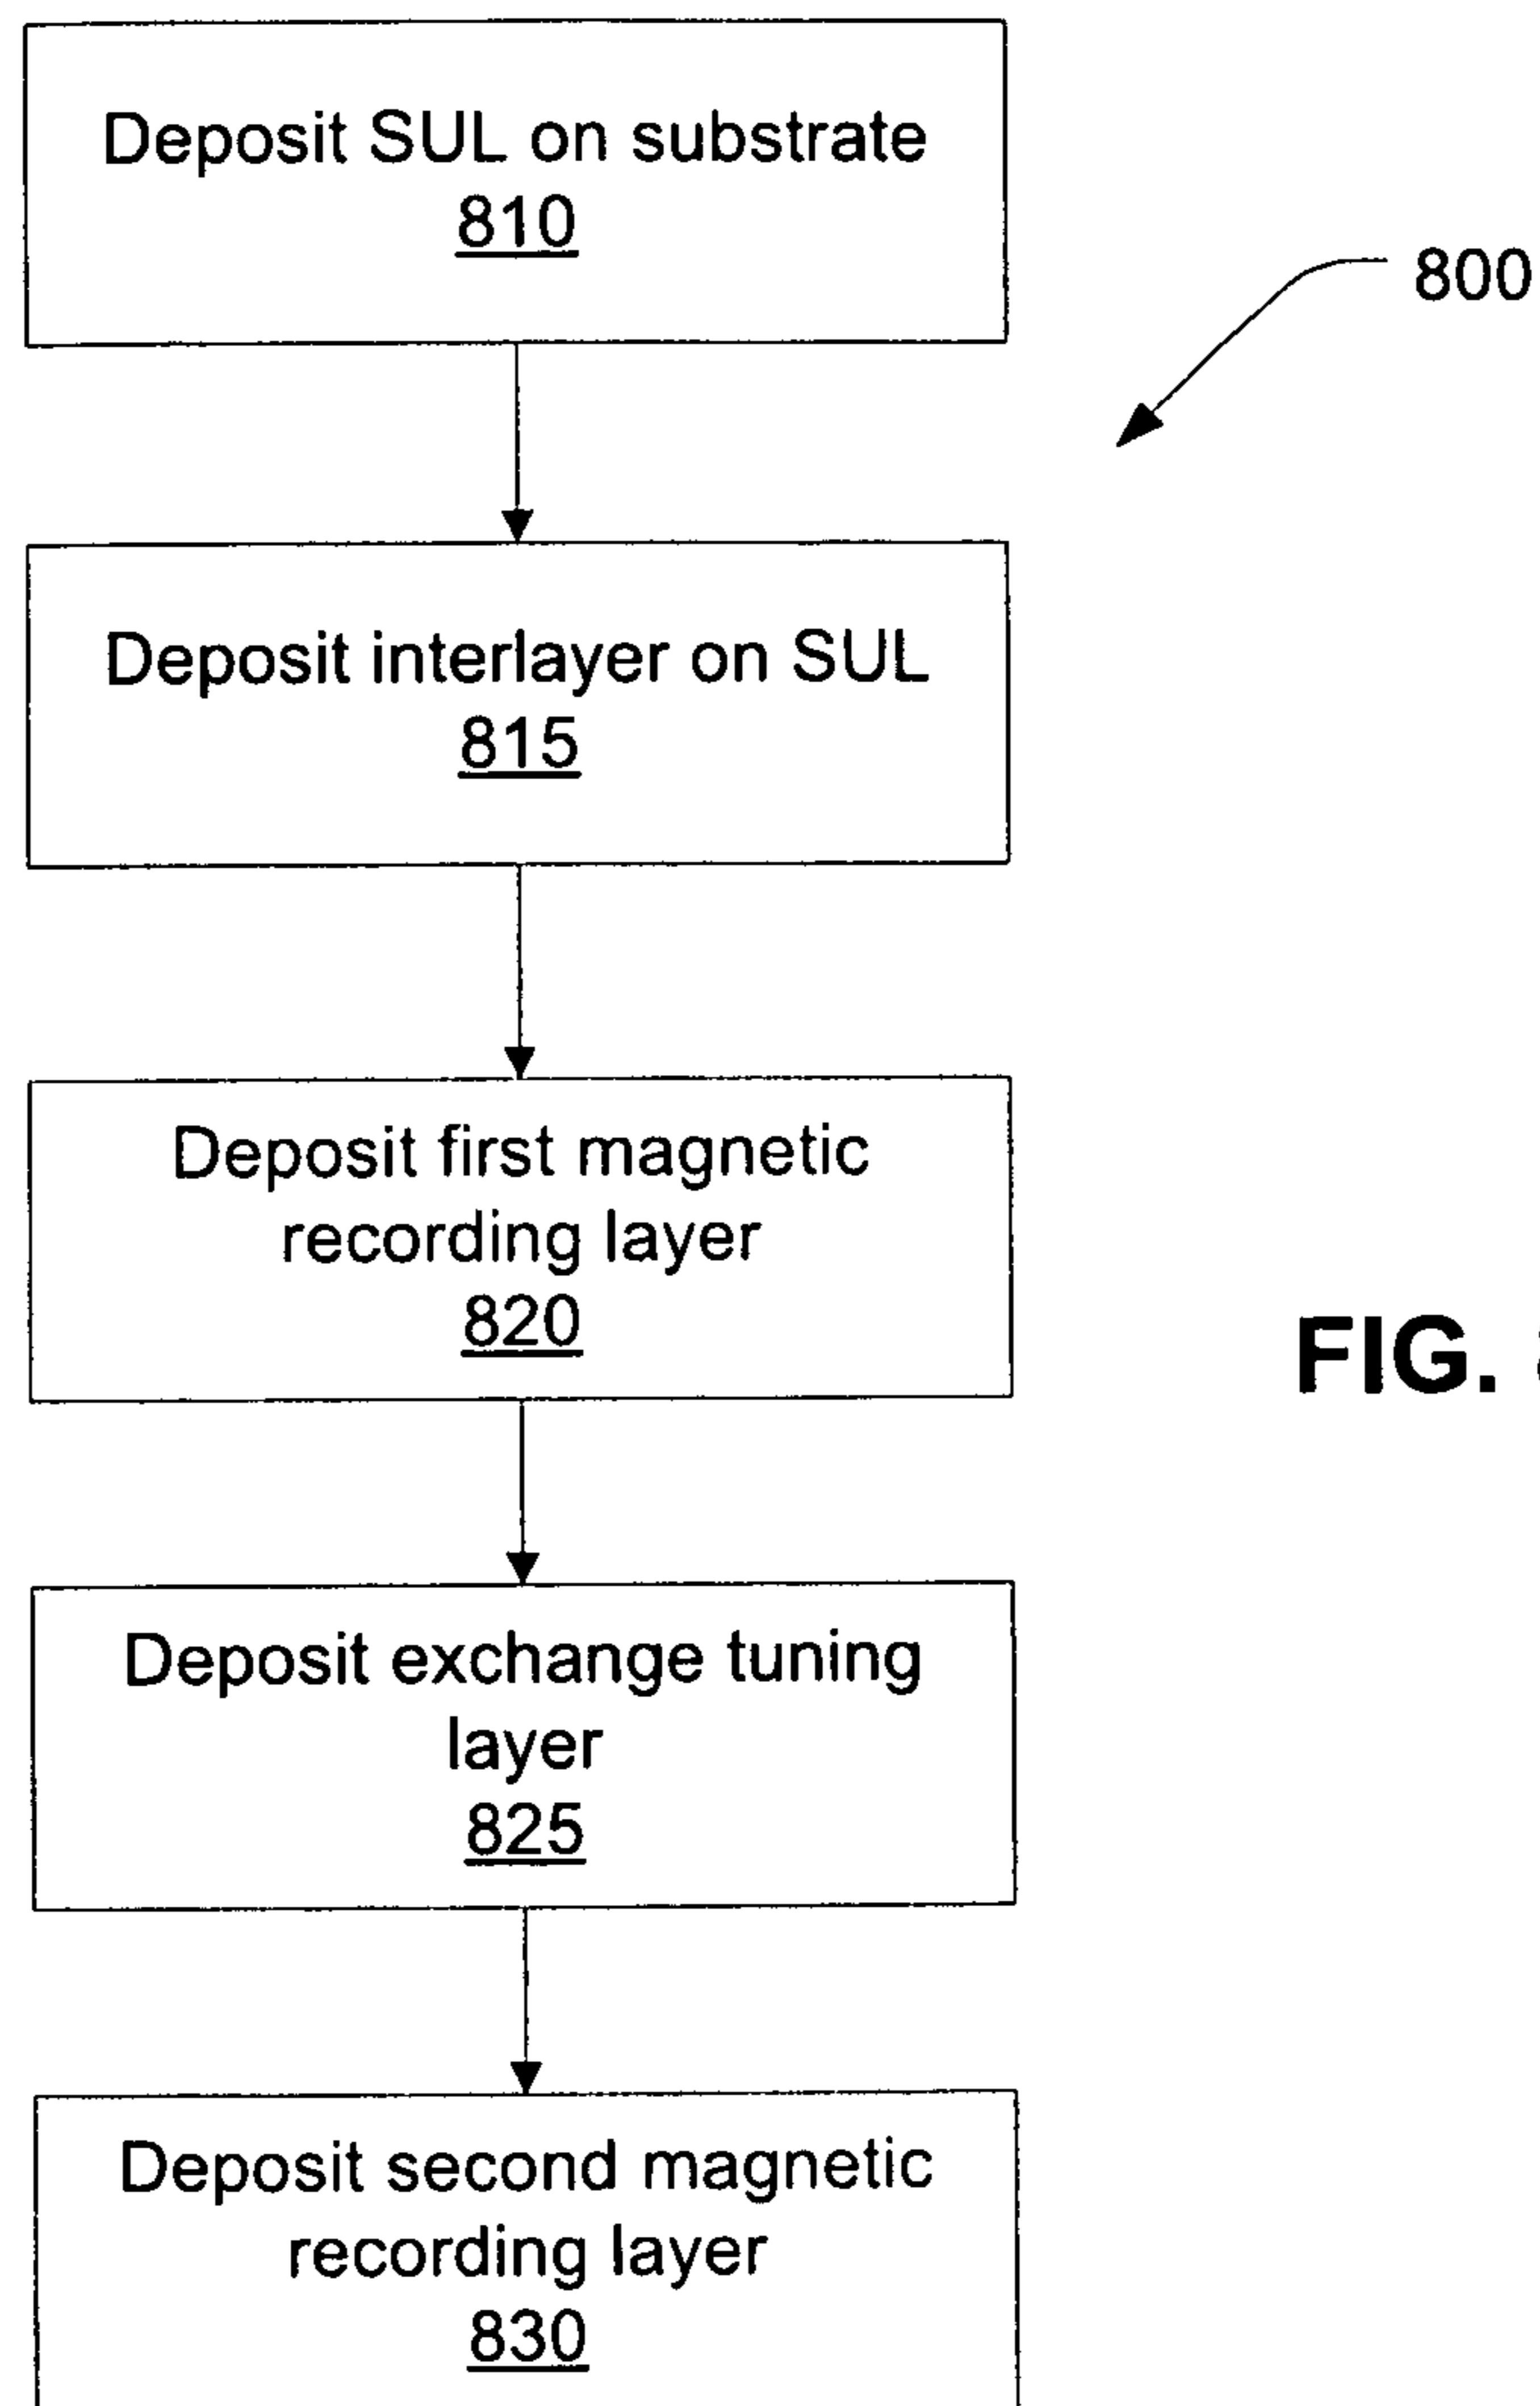 Deposit SUL on substrate
810
800
Deposit interlayer on SUL
815
Deposit first magnetic
recording layer
820
FIG.
Deposit exchange tuning
layer
825
Deposit second magnetic
recording layer
830